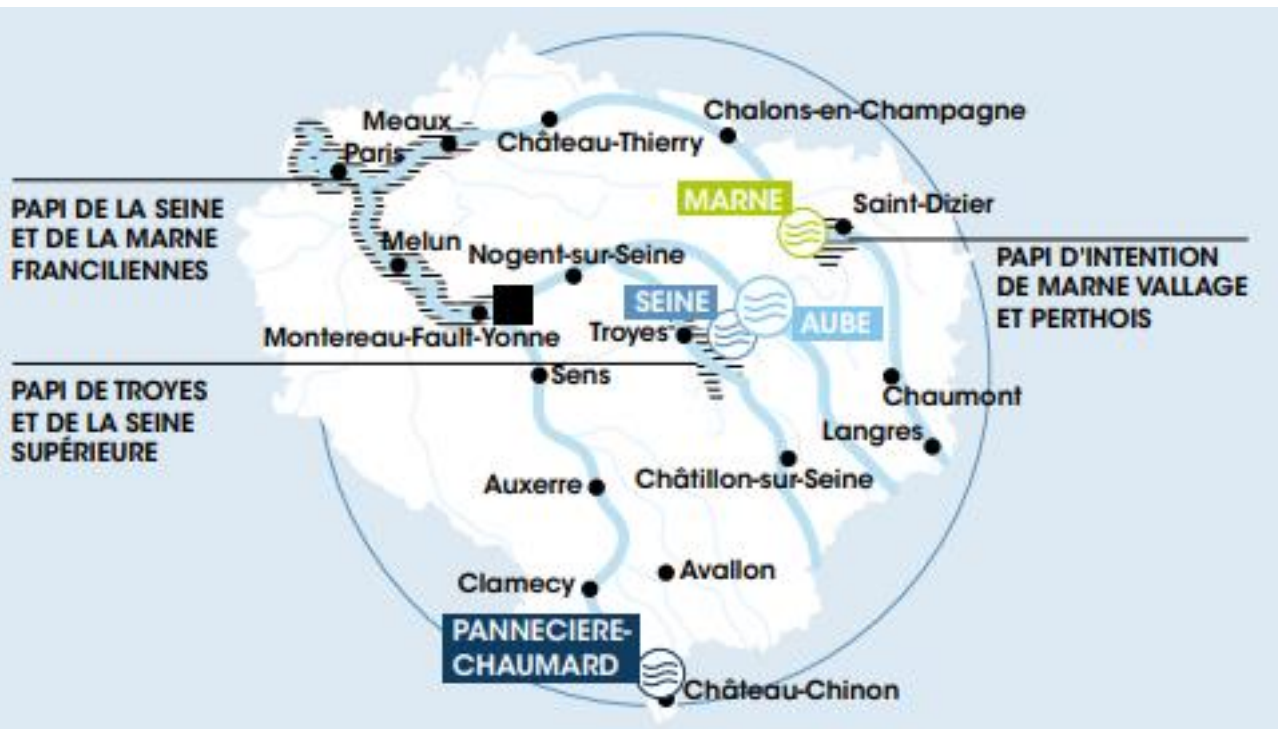 Chalons-en-Champagne
Meaux
Château-Thierry
Paris
MARNE
Saint-Dizier
PAPI DE LA SEINE
ET DE LA MARNE
FRANCILIENNES
Melun
Nogent-sur-Seine
PAPI D'INTENTION
DE MARNE VALLAGE
ET PERTHOIS
SEINE
AUBE
Troyes
Montereau-Fault-Yonne
Sens
PAPI DE TROYES
ET DE LA SEINE
SUPÉRIEURE
Chaumont
Langres
Auxerre
Châtillon-sur-Seine
Avallon
Clamecy
PANNECIERE-
CHAUMARD
Château-Chinon